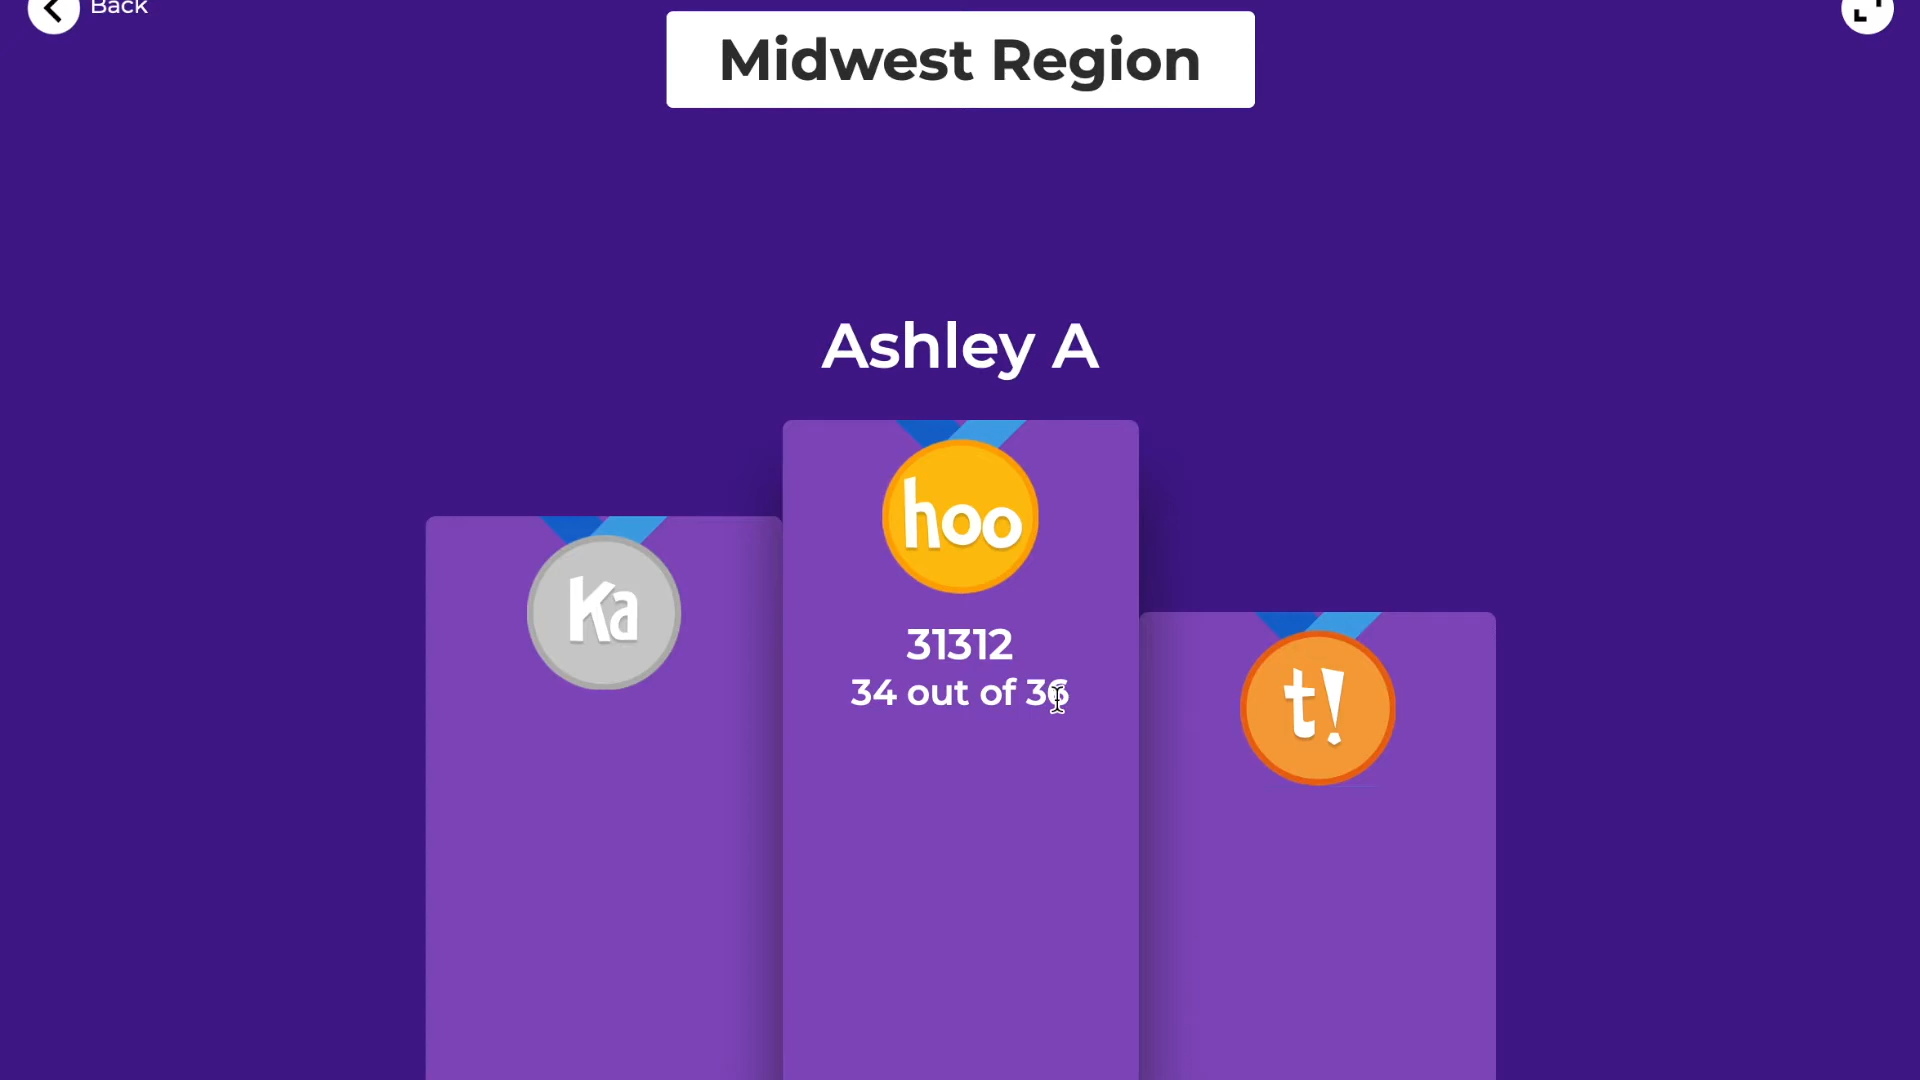 Back
Midwest Region
Ashley A
hoo
Ka
31312
34 out of 36
t!